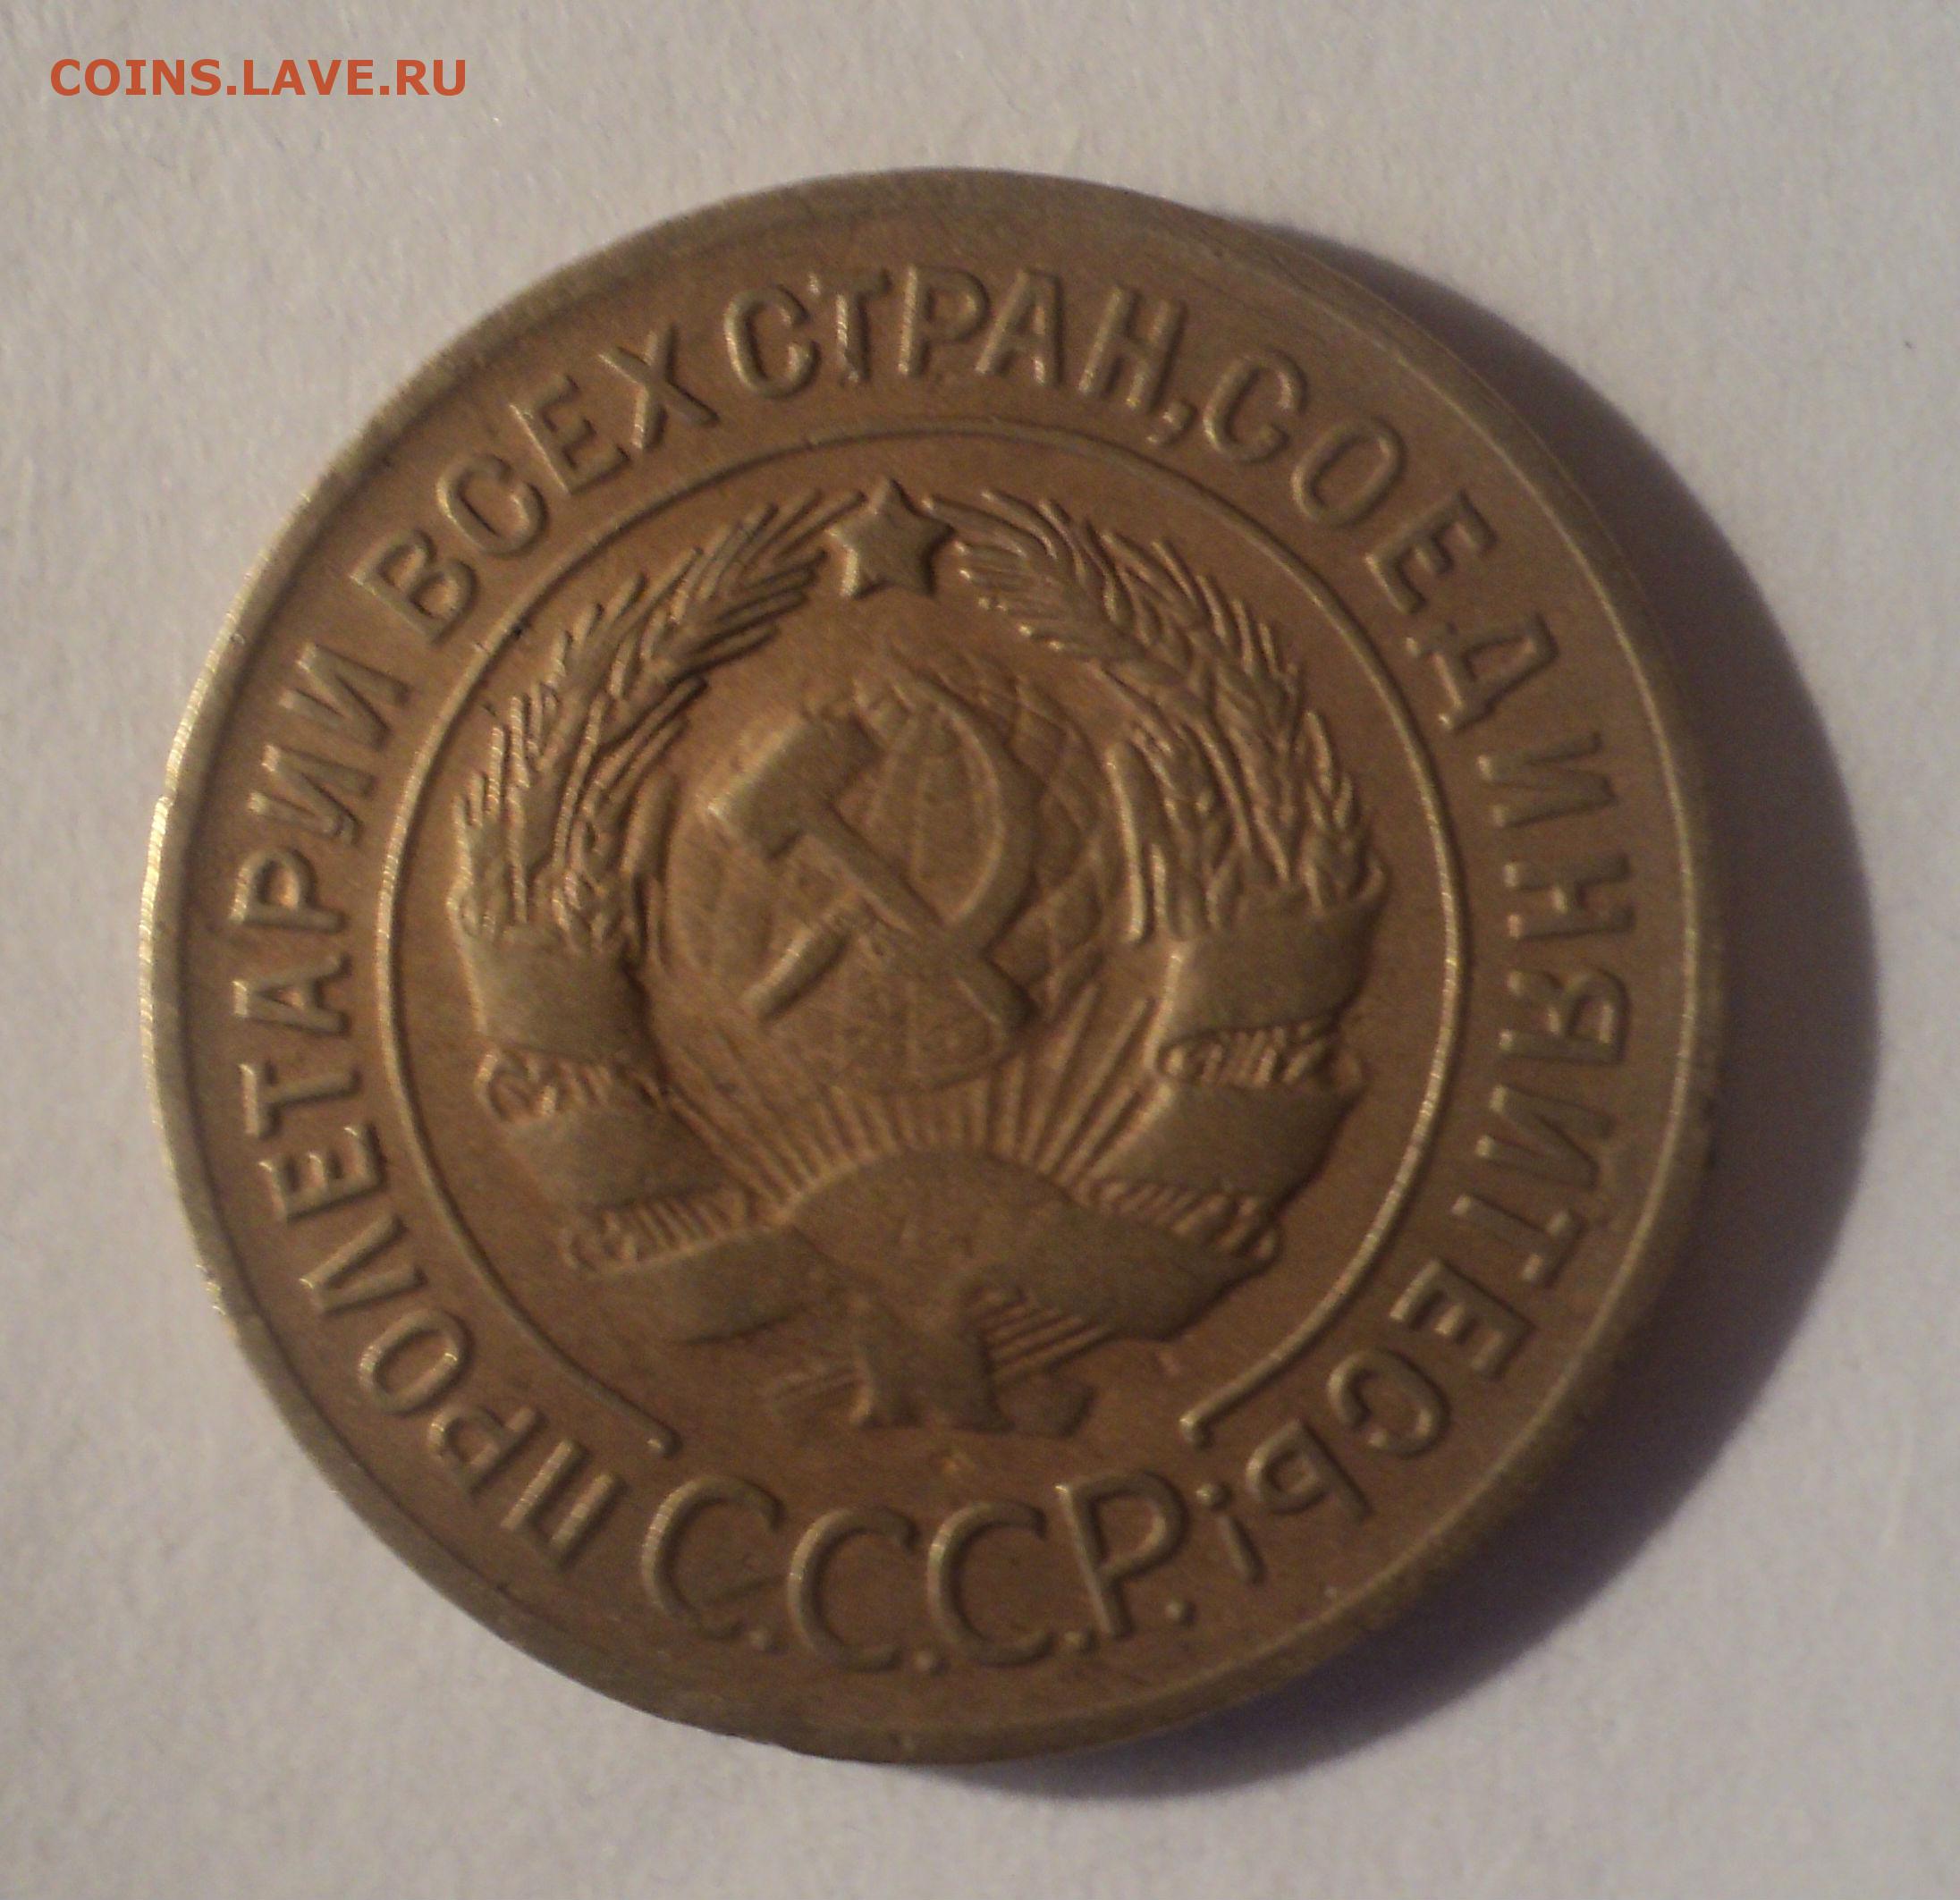 COINS.LAVE.RU
ПРОЛЕТАРИИ ВСЕХ СТРАН, СОЕДИНЯЙТЕСЬ!
С.С.С.Р.